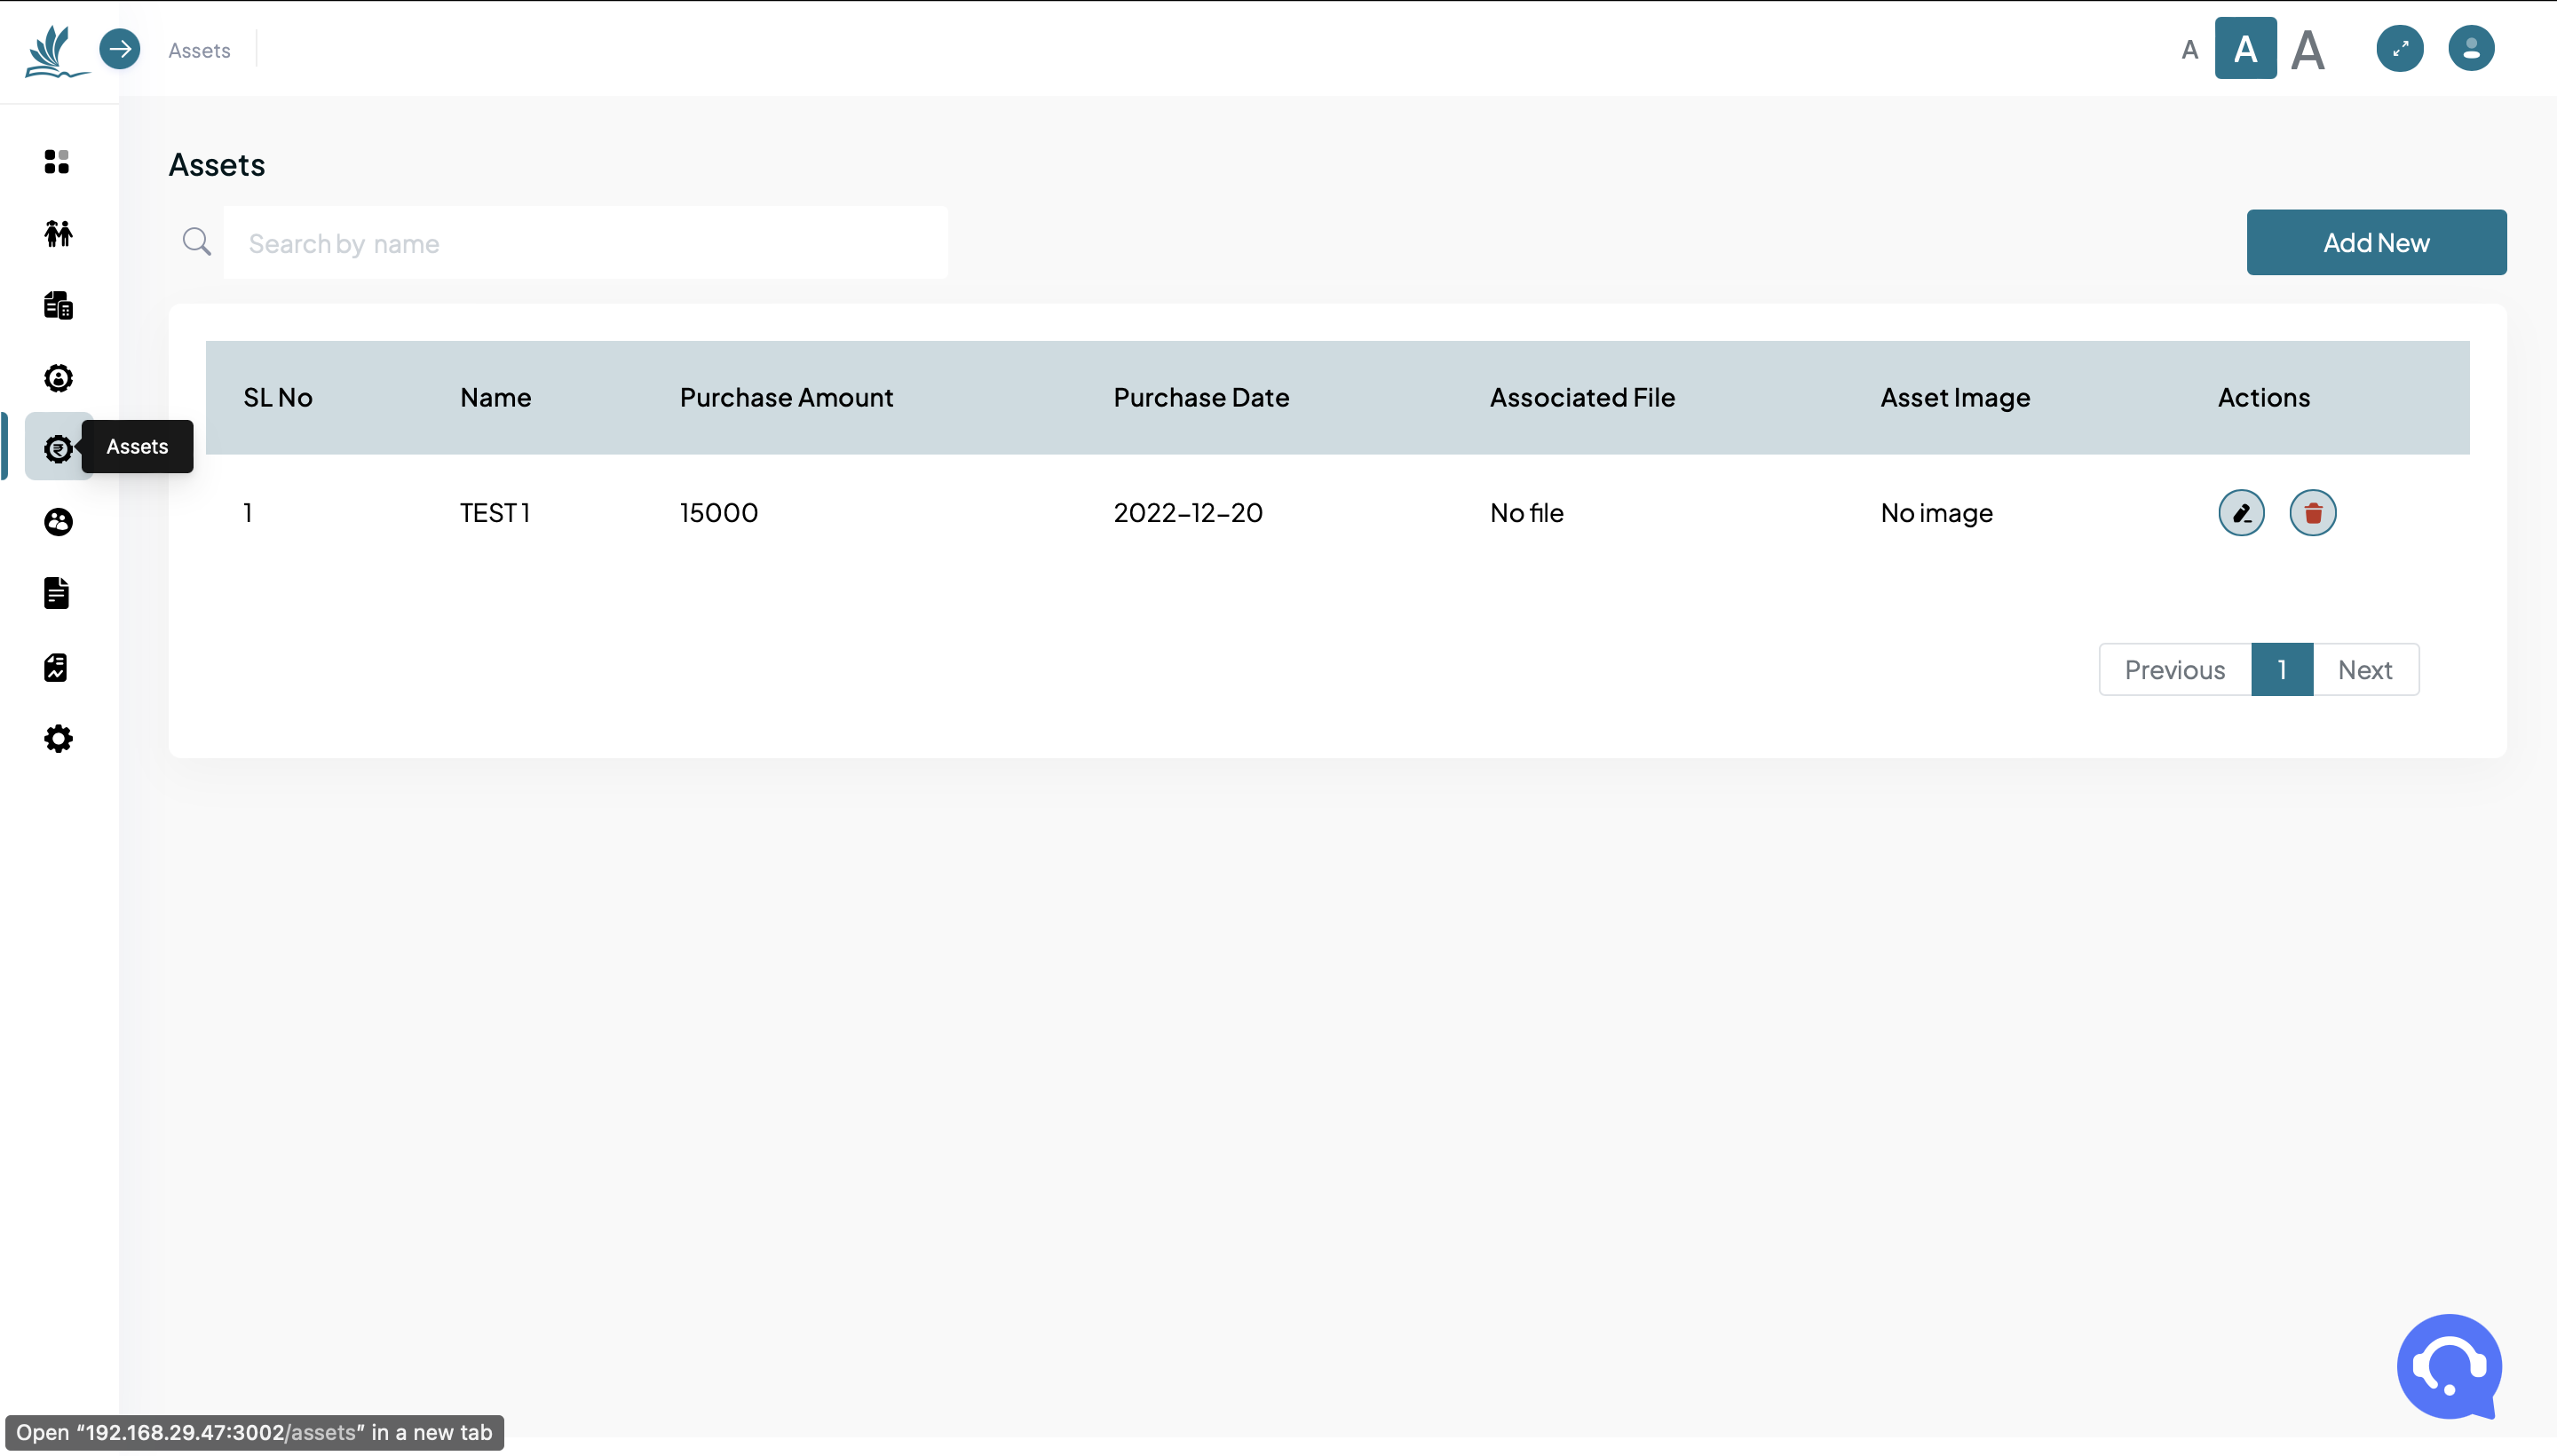 Assets
A A A
Assets
Search by name
Add New
SL No Name Purchase Amount Purchase Date Associated File Asset Image Actions
Assets
1 TEST 1 15000 2022-12-20 No file No image
Previous 1 Next
Open “192.168.29.47:3002/assets” in a new tab